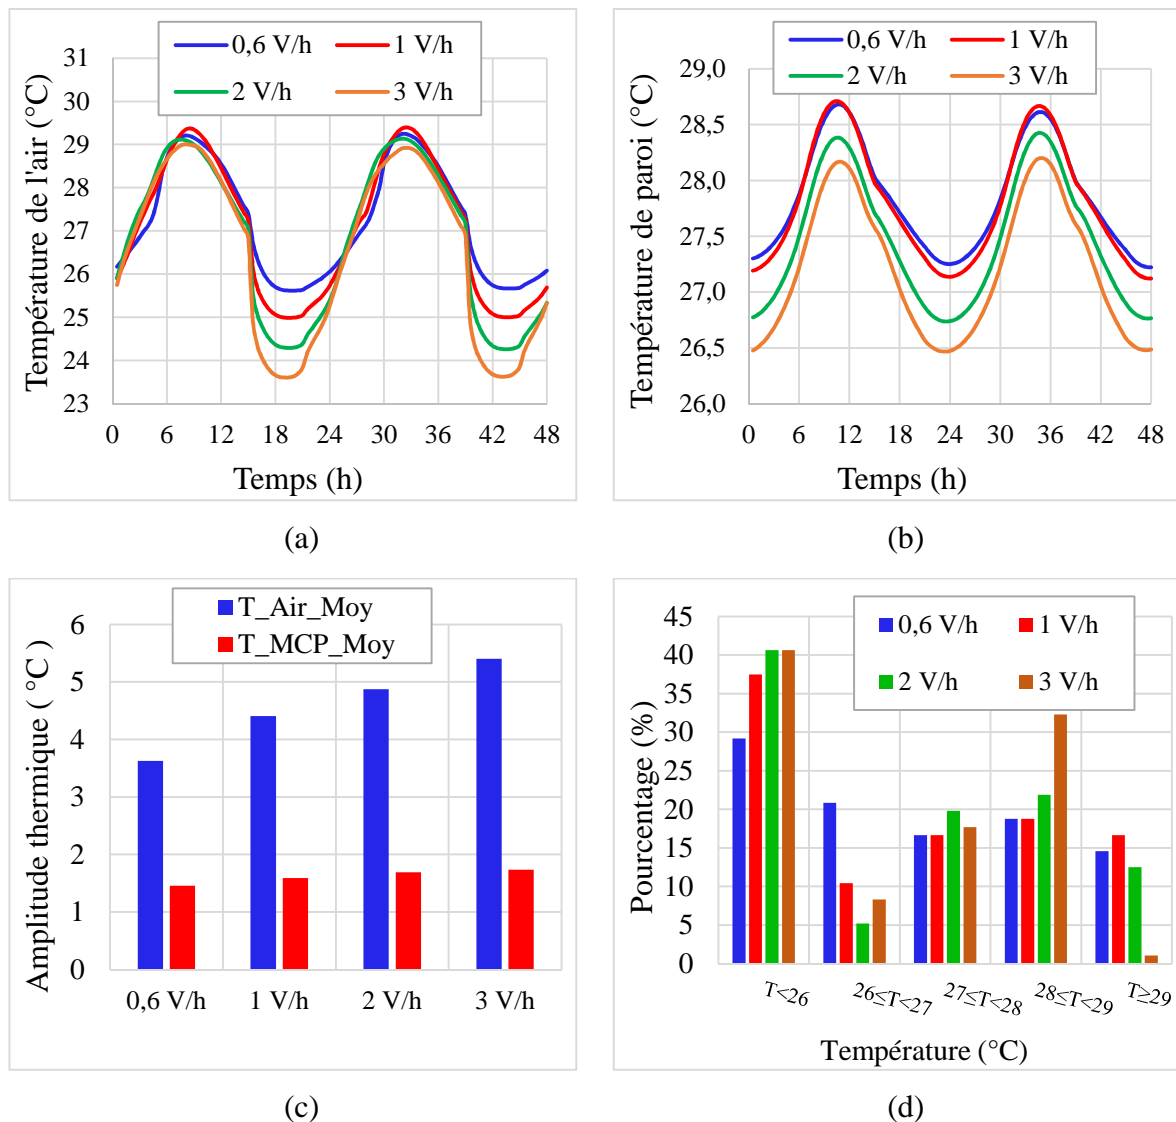 0,6 V/h 1 V/h
2 V/h 3 V/h
Température de l'air (°C)
31
30
29
28
27
26
25
24
23
0 6 12 18 24 30 36 42 48
Temps (h)
(a)
0,6 V/h 1 V/h
2 V/h 3 V/h
Température de paroi (°C)
29,0
28,5
28,0
27,5
27,0
26,5
26,0
0 6 12 18 24 30 36 42 48
Temps (h)
(b)
T_Air_Moy
T_MCP_Moy
Amplitude thermique ( °C )
6
5
4
3
2
1
0
0,6 V/h 1 V/h 2 V/h 3 V/h
(c)
0,6 V/h 1 V/h
2 V/h 3 V/h
Pourcentage (%)
45
40
35
30
25
20
15
10
5
0
T<26 26≤T<27 27≤T<28 28≤T<29 T≥29
Température (°C)
(d)